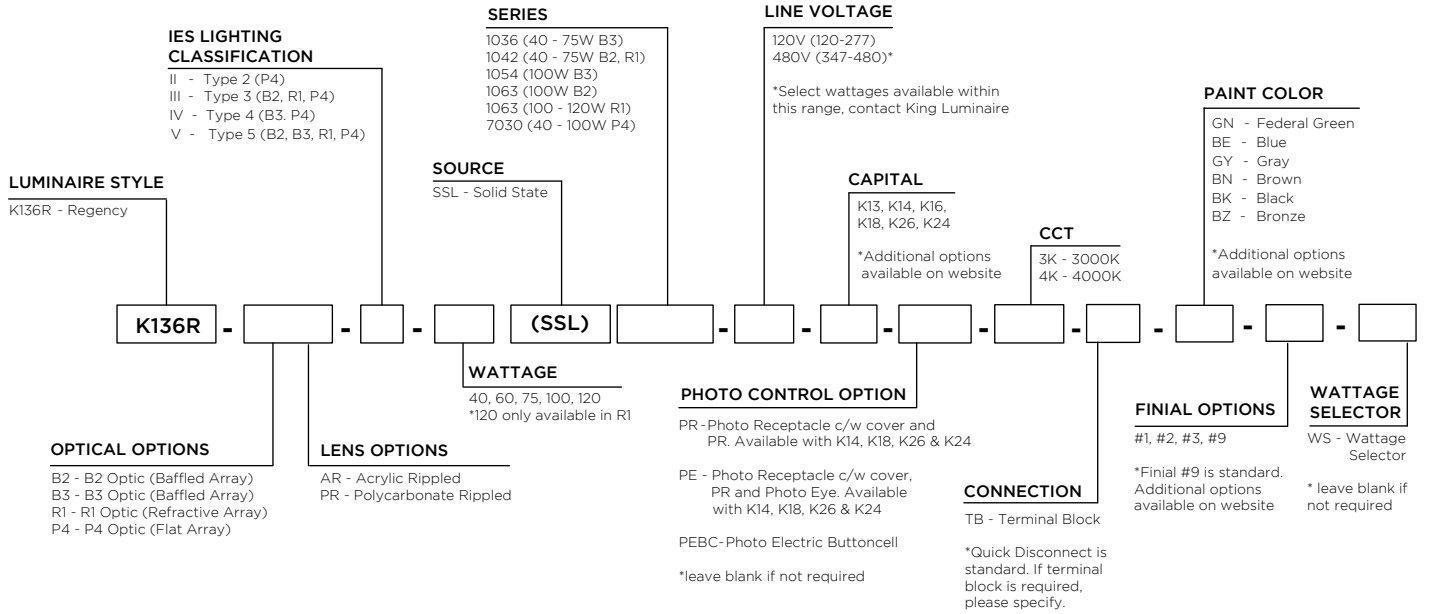 LUMINAIRE STYLE
K136R - Regency
IES LIGHTING
CLASSIFICATION
II - Type 2 (P4)
III - Type 3 (B2, R1, P4)
IV - Type 4 (B3. P4)
V - Type 5 (B2, B3, R1, P4)
SOURCE
SSL - Solid State
SERIES
1036 (40 - 75W B3)
1042 (40 - 75W B2, R1)
1054 (100W B3)
1063 (100W B2)
1063 (100 - 120W R1)
7030 (40 - 100W P4)
LINE VOLTAGE
120V (120-277)
480V (347-480)*
*Select wattages available within
this range, contact King Luminaire
CAPITAL
K13, K14, K16,
K18, K26, K24
*Additional options
available on website
CCT
3K - 3000K
4K - 4000K
PAINT COLOR
GN - Federal Green
BE - Blue
GY - Gray
BN - Brown
BK - Black
BZ - Bronze
*Additional options
available on website
K136R - - - (SSL) - - - - - - - -
OPTICAL OPTIONS
B2 - B2 Optic (Baffled Array)
B3 - B3 Optic (Baffled Array)
R1 - R1 Optic (Refractive Array)
P4 - P4 Optic (Flat Array)
LENS OPTIONS
AR - Acrylic Rippled
PR - Polycarbonate Rippled
WATTAGE
40, 60, 75, 100, 120
*120 only available in R1
PHOTO CONTROL OPTION
PR - Photo Receptacle c/w cover and
PR. Available with K14, K18, K26 & K24
PE - Photo Receptacle c/w cover,
PR and Photo Eye. Available
with K14, K18, K26 & K24
PEBC-Photo Electric Buttoncell
*leave blank if not required
CONNECTION
TB - Terminal Block
*Quick Disconnect is
standard. If terminal
block is required,
please specify.
FINIAL OPTIONS
#1, #2, #3, #9
*Finial #9 is standard.
Additional options
available on website
WATTAGE
SELECTOR
WS - Wattage
Selector
* leave blank if
not required